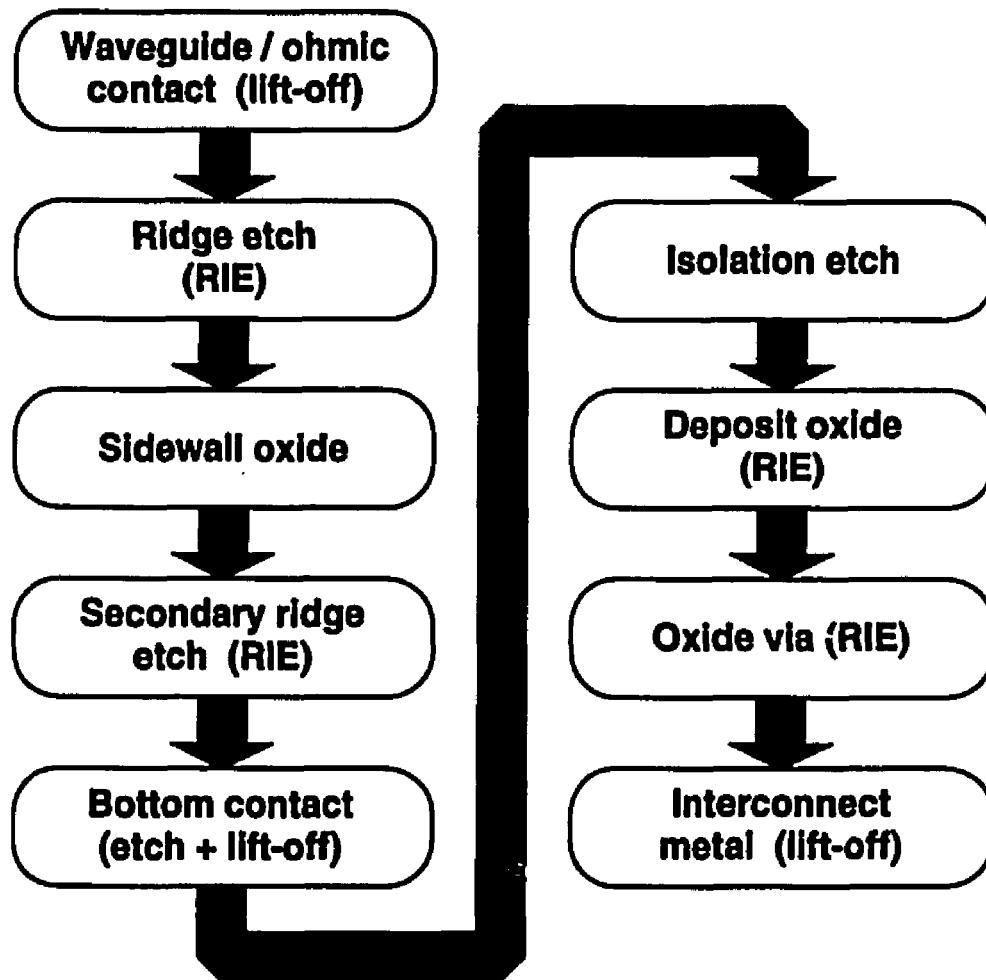 Waveguide / ohmic
contact (lift-off)
Ridge etch
(RIE)
Sidewall oxide
Secondary ridge
etch (RIE)
Bottom contact
(etch + lift-off)
Isolation etch
Deposit oxide
(RIE)
Oxide via (RIE)
Interconnect
metal (lift-off)